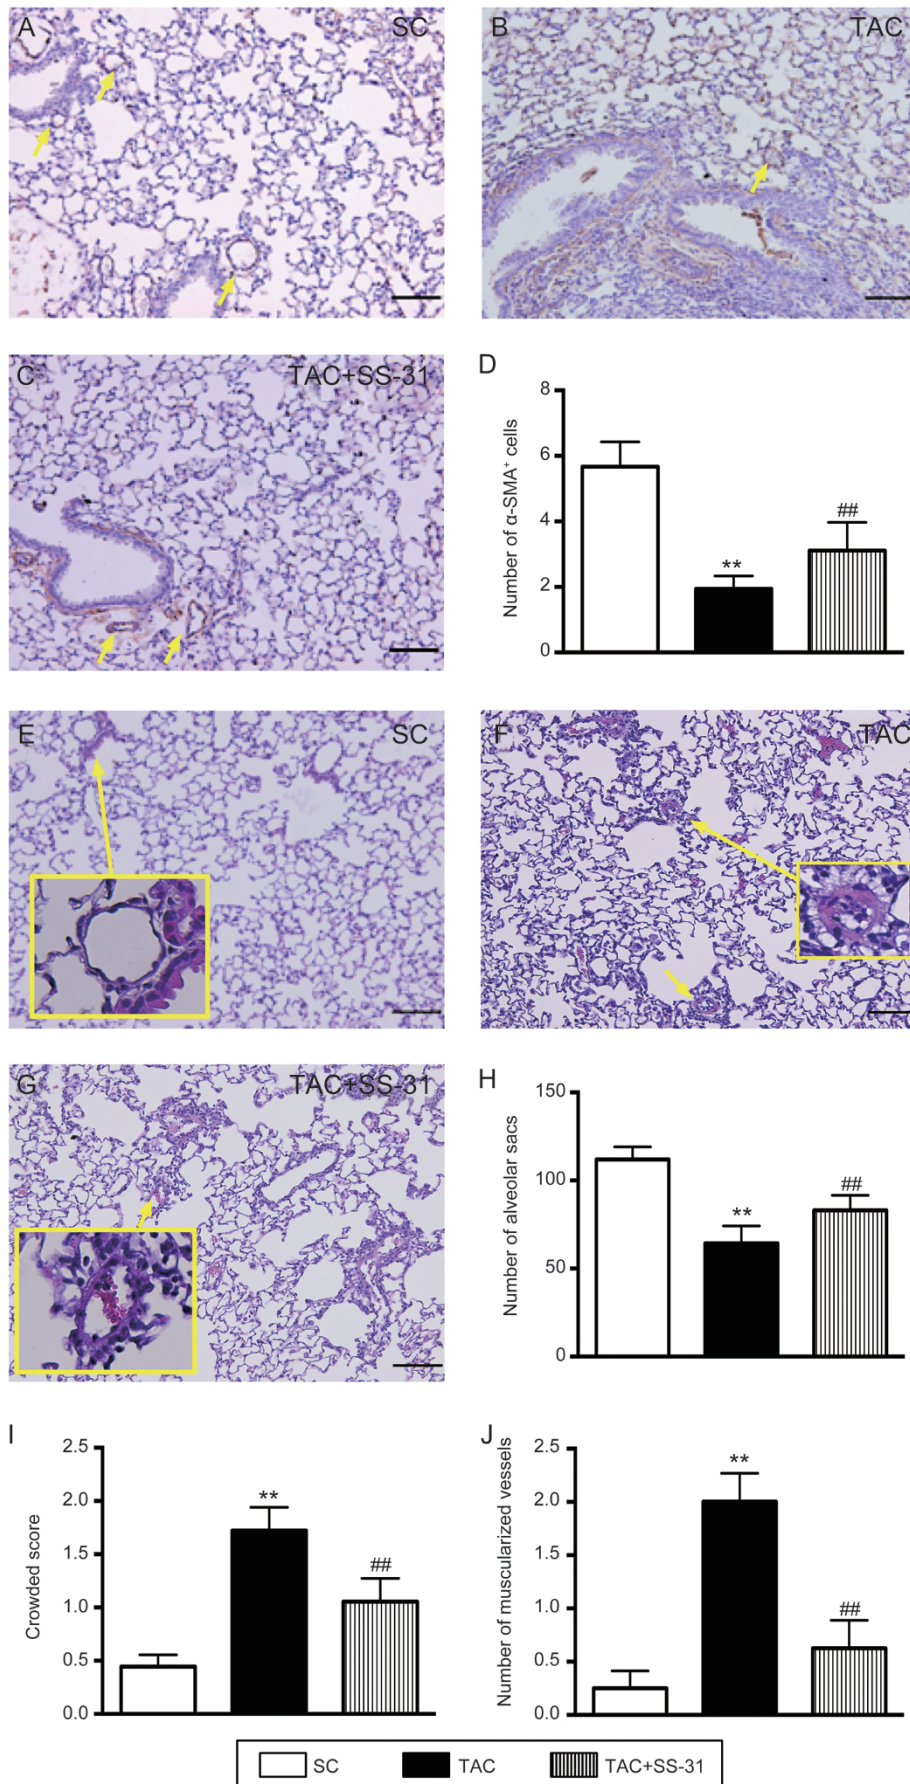 A
SC
B
TAC
C
TAC+SS-31
D
Number of α-SMA⁺ cells
8
6
4
2
0
**
##
E
SC
F
TAC
G
TAC+SS-31
H
Number of alveolar sacs
150
100
50
0
**
##
I
Crowded score
2.5
2.0
1.5
1.0
0.5
0.0
**
##
J
Number of muscularized vessels
2.5
2.0
1.5
1.0
0.5
0.0
**
##
SC
TAC
TAC+SS-31